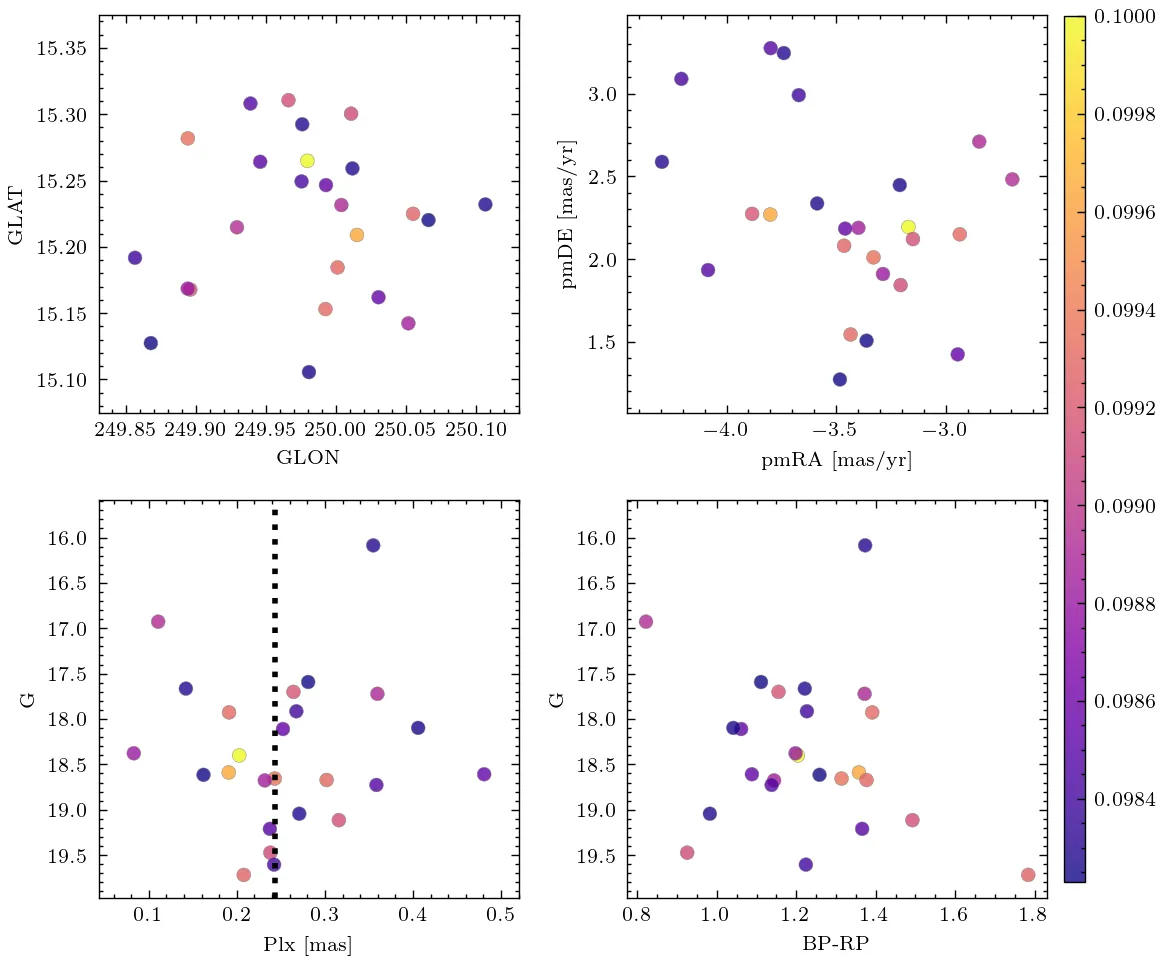 15.35
15.30
15.25
15.20
15.15
15.10
GLAT
249.85 249.90 249.95 250.00 250.05 250.10
GLON
3.0
2.5
2.0
1.5
pmDE [mas/yr]
−4.0 −3.5 −3.0
pmRA [mas/yr]
0.1000
0.0998
0.0996
0.0994
0.0992
0.0990
0.0988
0.0986
0.0984
16.0
16.5
17.0
17.5
18.0
18.5
19.0
19.5
G
0.1 0.2 0.3 0.4 0.5
Plx [mas]
16.0
16.5
17.0
17.5
18.0
18.5
19.0
19.5
G
0.8 1.0 1.2 1.4 1.6 1.8
BP-RP